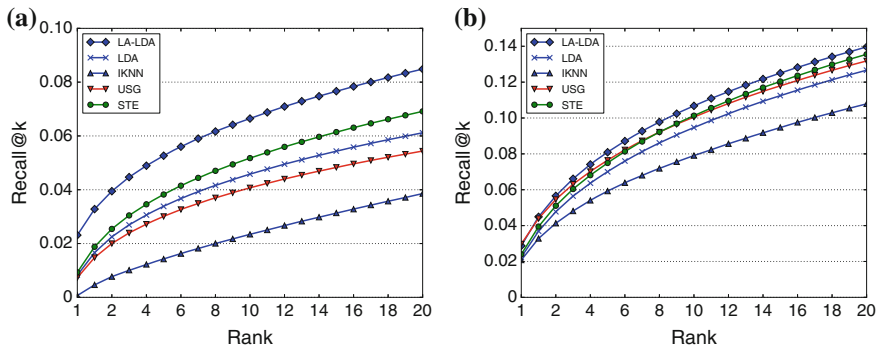 (a)
0.10
0.08
0.06
0.04
0.02
0
Recall@k
LA-LDA
LDA
IKNN
USG
STE
1 2 4 6 8 10 12 14 16 18 20
Rank
(b)
0.14
0.12
0.10
0.08
0.06
0.04
0.02
0
Recall@k
LA-LDA
LDA
IKNN
USG
STE
1 2 4 6 8 10 12 14 16 18 20
Rank